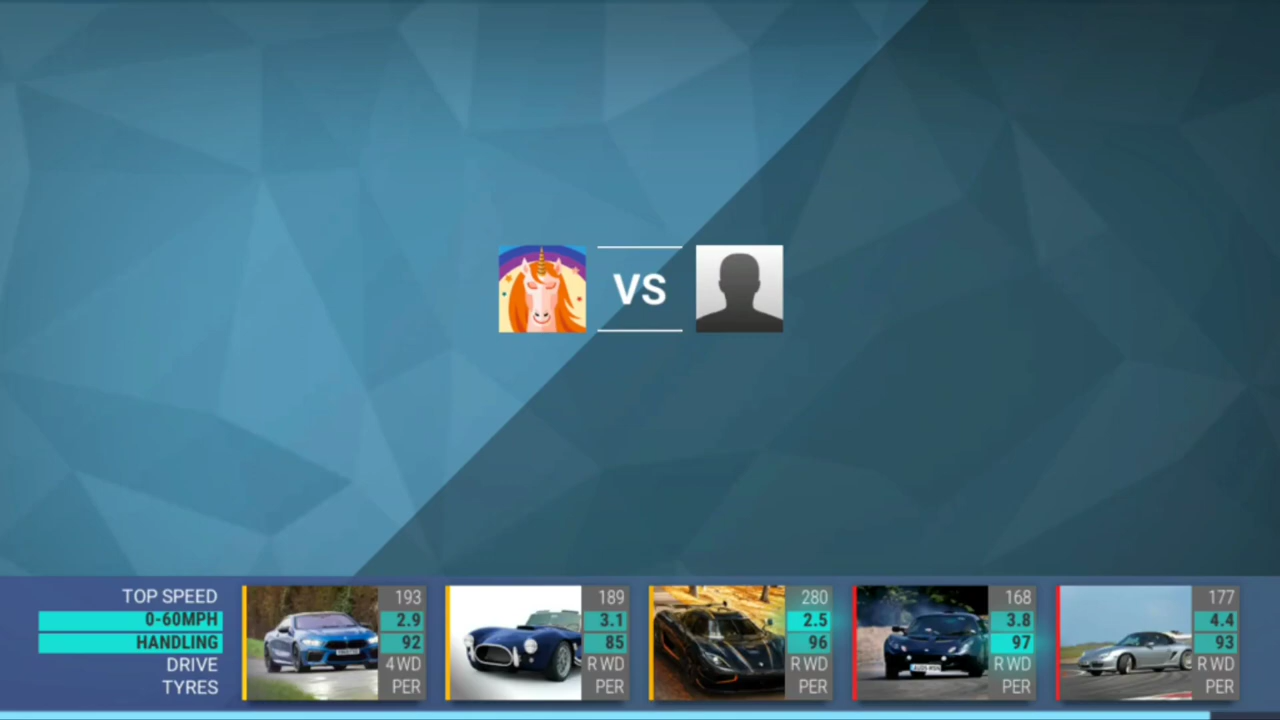 VS
TOP SPEED 193 189 280 168 177
0-60MPH 2.9 3.1 2.5 3.8 4.4
HANDLING 92 85 96 97 93
DRIVE 4WD RWD RWD RWD RWD
TYRES PER PER PER PER PER